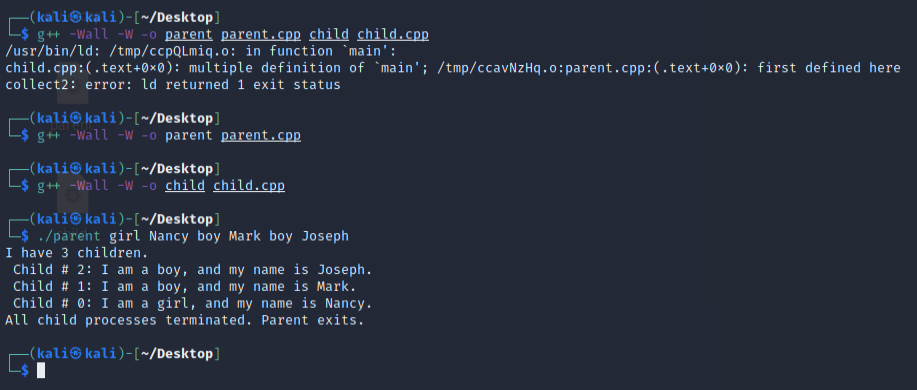 ┌──(kali㉿kali)-[~/Desktop]
└─$ g++ -Wall -W -o parent parent.cpp child child.cpp
/usr/bin/ld: /tmp/ccpQLmiq.o: in function `main':
child.cpp:(.text+0×0): multiple definition of `main'; /tmp/ccavNzHq.o:parent.cpp:(.text+0×0): first defined here
collect2: error: ld returned 1 exit status
┌──(kali㉿kali)-[~/Desktop]
└─$ g++ -Wall -W -o parent parent.cpp
┌──(kali㉿kali)-[~/Desktop]
└─$ g++ -Wall -W -o child child.cpp
┌──(kali㉿kali)-[~/Desktop]
└─$ ./parent girl Nancy boy Mark boy Joseph
I have 3 children.
 Child # 2: I am a boy, and my name is Joseph.
 Child # 1: I am a boy, and my name is Mark.
 Child # 0: I am a girl, and my name is Nancy.
All child processes terminated. Parent exits.
┌──(kali㉿kali)-[~/Desktop]
└─$